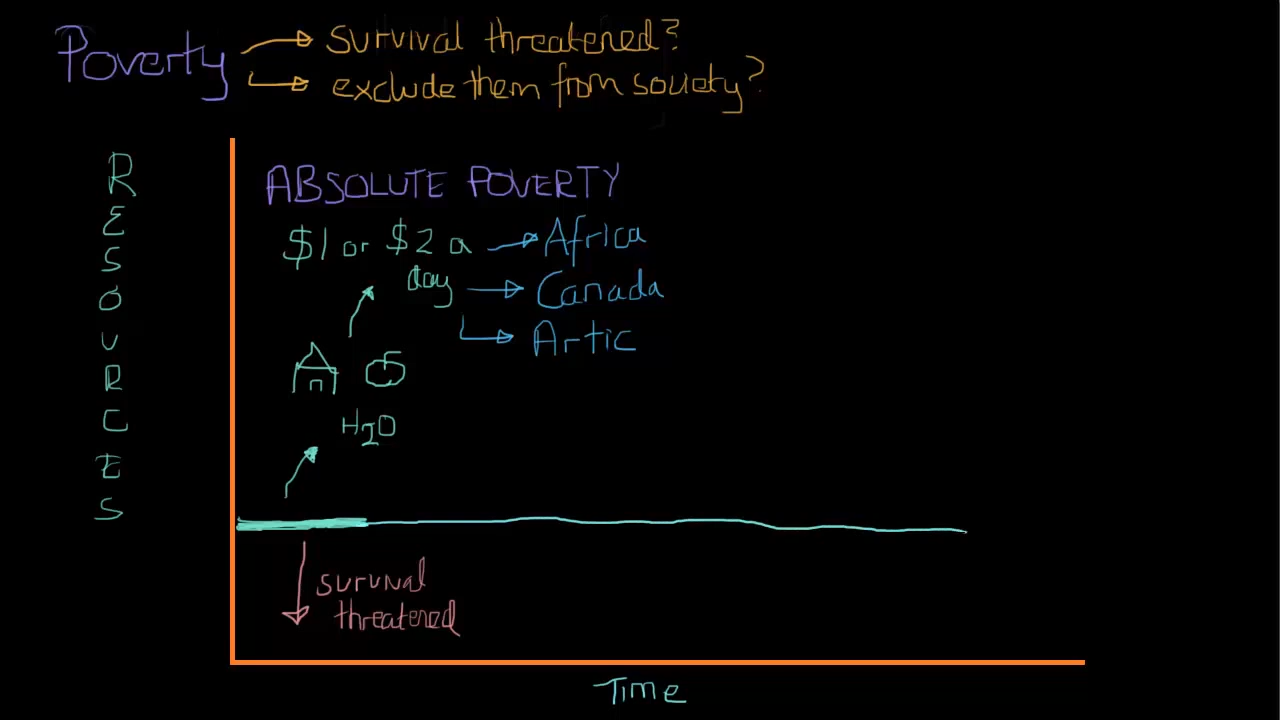 Poverty
survival threatened?
exclude them from society?
RESOURCES
ABSOLUTE POVERTY
$1 or $2 a
day
Africa
Canada
Artic
H2O
survival
threatened
Time